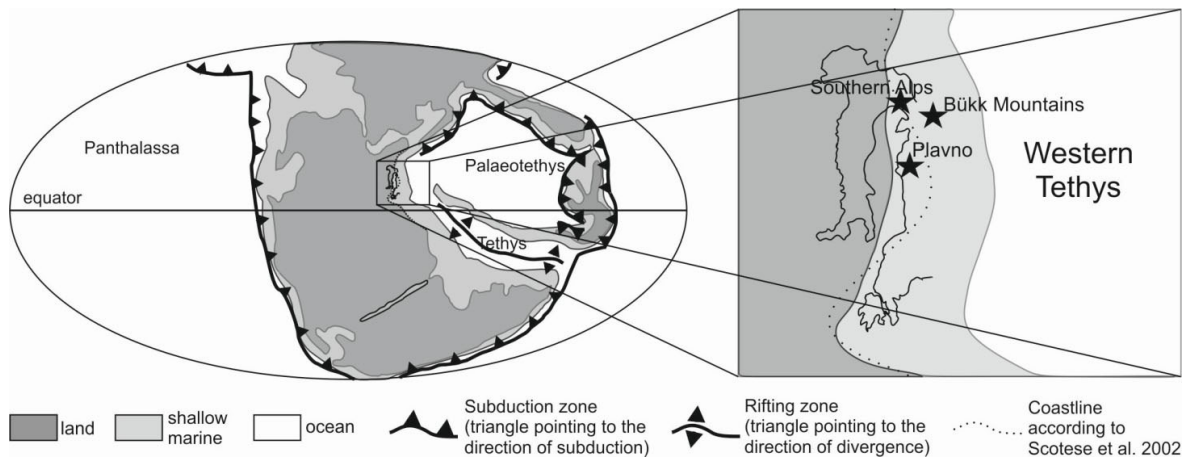 Panthalassa
equator
Palaeotethys
Tethys
Southern Alps
Bükk Mountains
Plavno
Western
Tethys
land
shallow
marine
ocean
Subduction zone
(triangle pointing to the
direction of subduction)
Rifting zone
(triangle pointing to the
direction of divergence)
Coastline
according to
Scotese et al. 2002